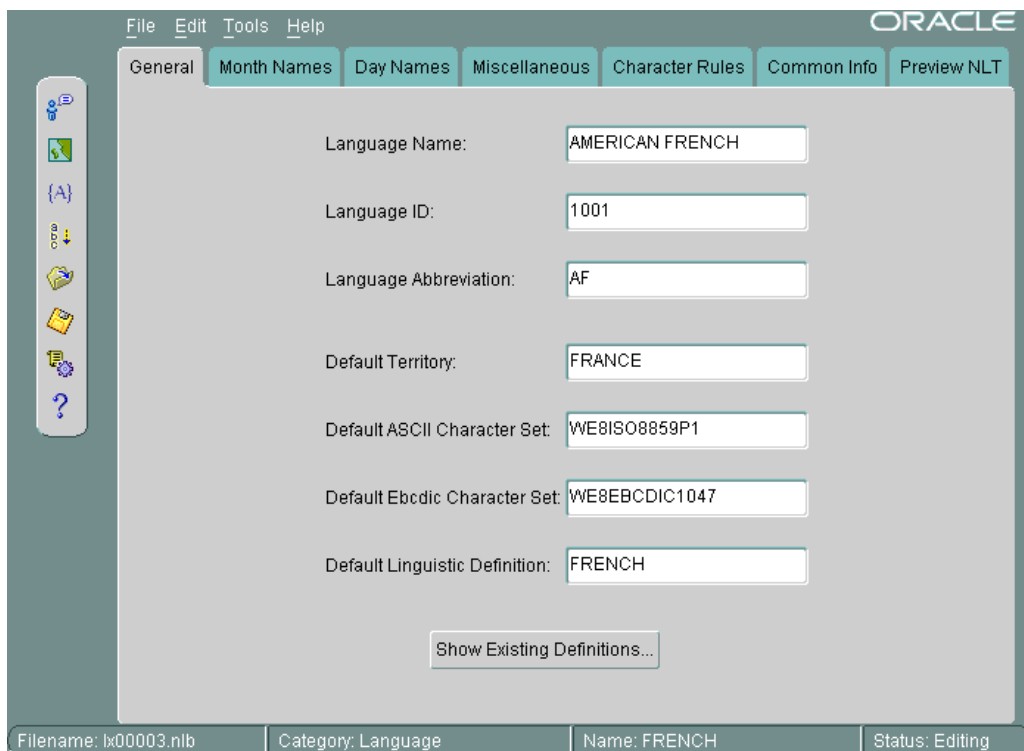 File Edit Tools Help
ORACLE
General Month Names Day Names Miscellaneous Character Rules Common Info Preview NLT
{A}
a
b
c
?
Language Name: AMERICAN FRENCH
Language ID: 1001
Language Abbreviation: AF
Default Territory: FRANCE
Default ASCII Character Set: WE8ISO8859P1
Default Ebcdic Character Set: WE8EBCDIC1047
Default Linguistic Definition: FRENCH
Show Existing Definitions...
Filename: lx00003.nlb Category: Language Name: FRENCH Status: Editing